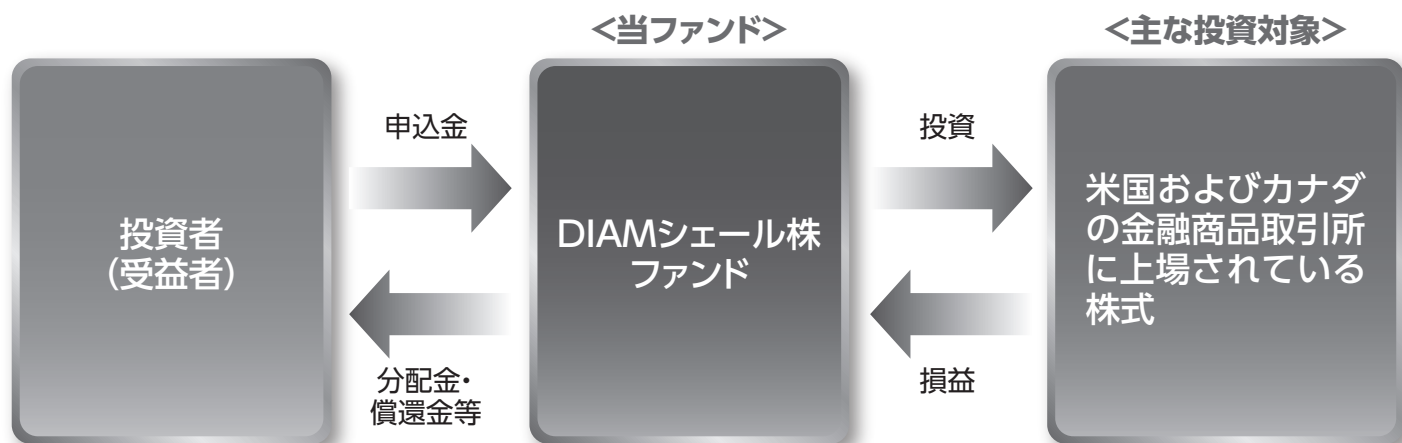 <当ファンド>
<主な投資対象>
投資者
(受益者)
申込金
分配金・
償還金等
DIAMシェール株
ファンド
投資
損益
米国およびカナダ
の金融商品取引所
に上場されている
株式